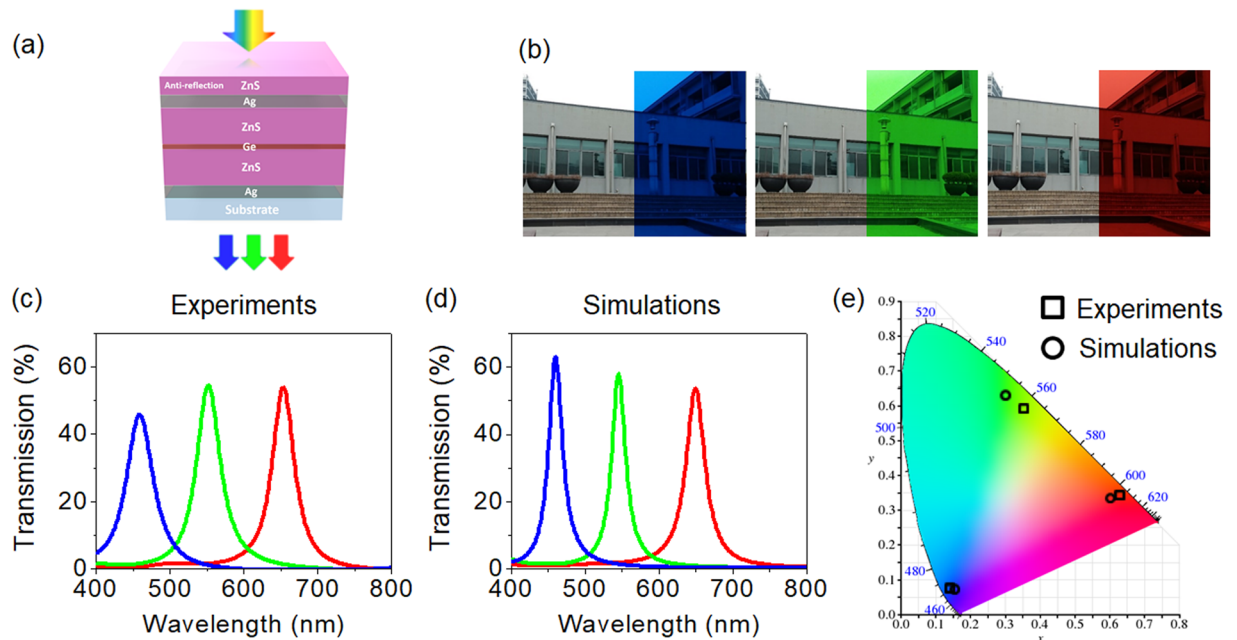 (a)
Anti-reflection ZnS
Ag
ZnS
Ge
ZnS
Ag
Substrate
(b)
(c)
Experiments
Transmission (%)
60
40
20
0
400 500 600 700 800
Wavelength (nm)
(d)
Simulations
Transmission (%)
60
40
20
0
400 500 600 700 800
Wavelength (nm)
(e)
Experiments
Simulations
0.9
0.8
0.7
0.6
0.5
0.4
0.3
0.2
0.1
0.0
y
520
540
560
500
580
600
620
480
460
0.0 0.1 0.2 0.3 0.4 0.5 0.6 0.7 0.8
x